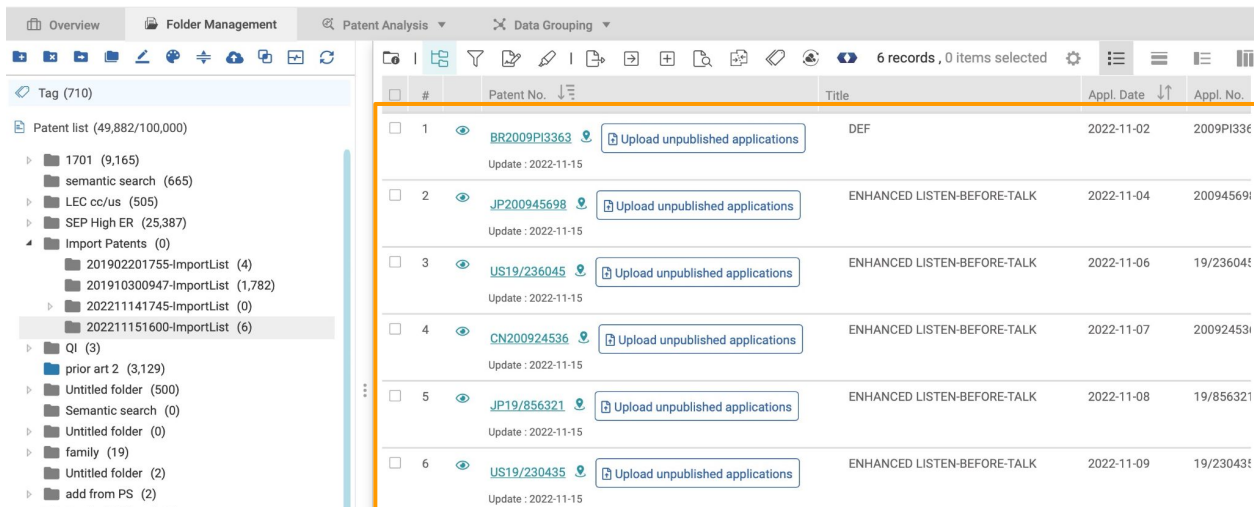 Overview
Folder Management
Patent Analysis
Data Grouping
6 records , 0 items selected
Tag (710)
Patent list (49,882/100,000)
1701 (9,165)
semantic search (665)
LEC cc/us (505)
SEP High ER (25,387)
Import Patents (0)
201902201755-ImportList (4)
201910300947-ImportList (1,782)
202211141745-ImportList (0)
202211151600-ImportList (6)
QI (3)
prior art 2 (3,129)
Untitled folder (500)
Semantic search (0)
Untitled folder (0)
family (19)
Untitled folder (2)
add from PS (2)
# Patent No. Title Appl. Date Appl. No.
1 BR2009PI3363 Upload unpublished applications DEF 2022-11-02 2009PI336
Update : 2022-11-15
2 JP200945698 Upload unpublished applications ENHANCED LISTEN-BEFORE-TALK 2022-11-04 200945698
Update : 2022-11-15
3 US19/236045 Upload unpublished applications ENHANCED LISTEN-BEFORE-TALK 2022-11-06 19/236045
Update : 2022-11-15
4 CN200924536 Upload unpublished applications ENHANCED LISTEN-BEFORE-TALK 2022-11-07 20092453
Update : 2022-11-15
5 JP19/856321 Upload unpublished applications ENHANCED LISTEN-BEFORE-TALK 2022-11-08 19/856321
Update : 2022-11-15
6 US19/230435 Upload unpublished applications ENHANCED LISTEN-BEFORE-TALK 2022-11-09 19/230435
Update : 2022-11-15